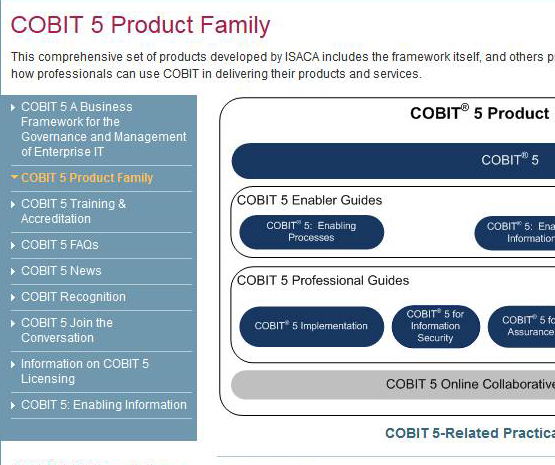 COBIT 5 Product Family
This comprehensive set of products developed by ISACA includes the framework itself, and others
how professionals can use COBIT in delivering their products and services.
COBIT 5 A Business
Framework for the
Governance and Management
of Enterprise IT
COBIT 5 Product Family
COBIT 5 Training &
Accreditation
COBIT 5 FAQs
COBIT 5 News
COBIT Recognition
COBIT 5 Join the
Conversation
Information on COBIT 5
Licensing
COBIT 5: Enabling Information
COBIT® 5 Product
COBIT® 5
COBIT 5 Enabler Guides
COBIT® 5: Enabling
Processes
COBIT® 5: Ena
Information
COBIT 5 Professional Guides
COBIT® 5 Implementation
COBIT® 5 for
Information
Security
COBIT® 5 fo
Assurance
COBIT 5 Online Collaborative
COBIT 5-Related Practica